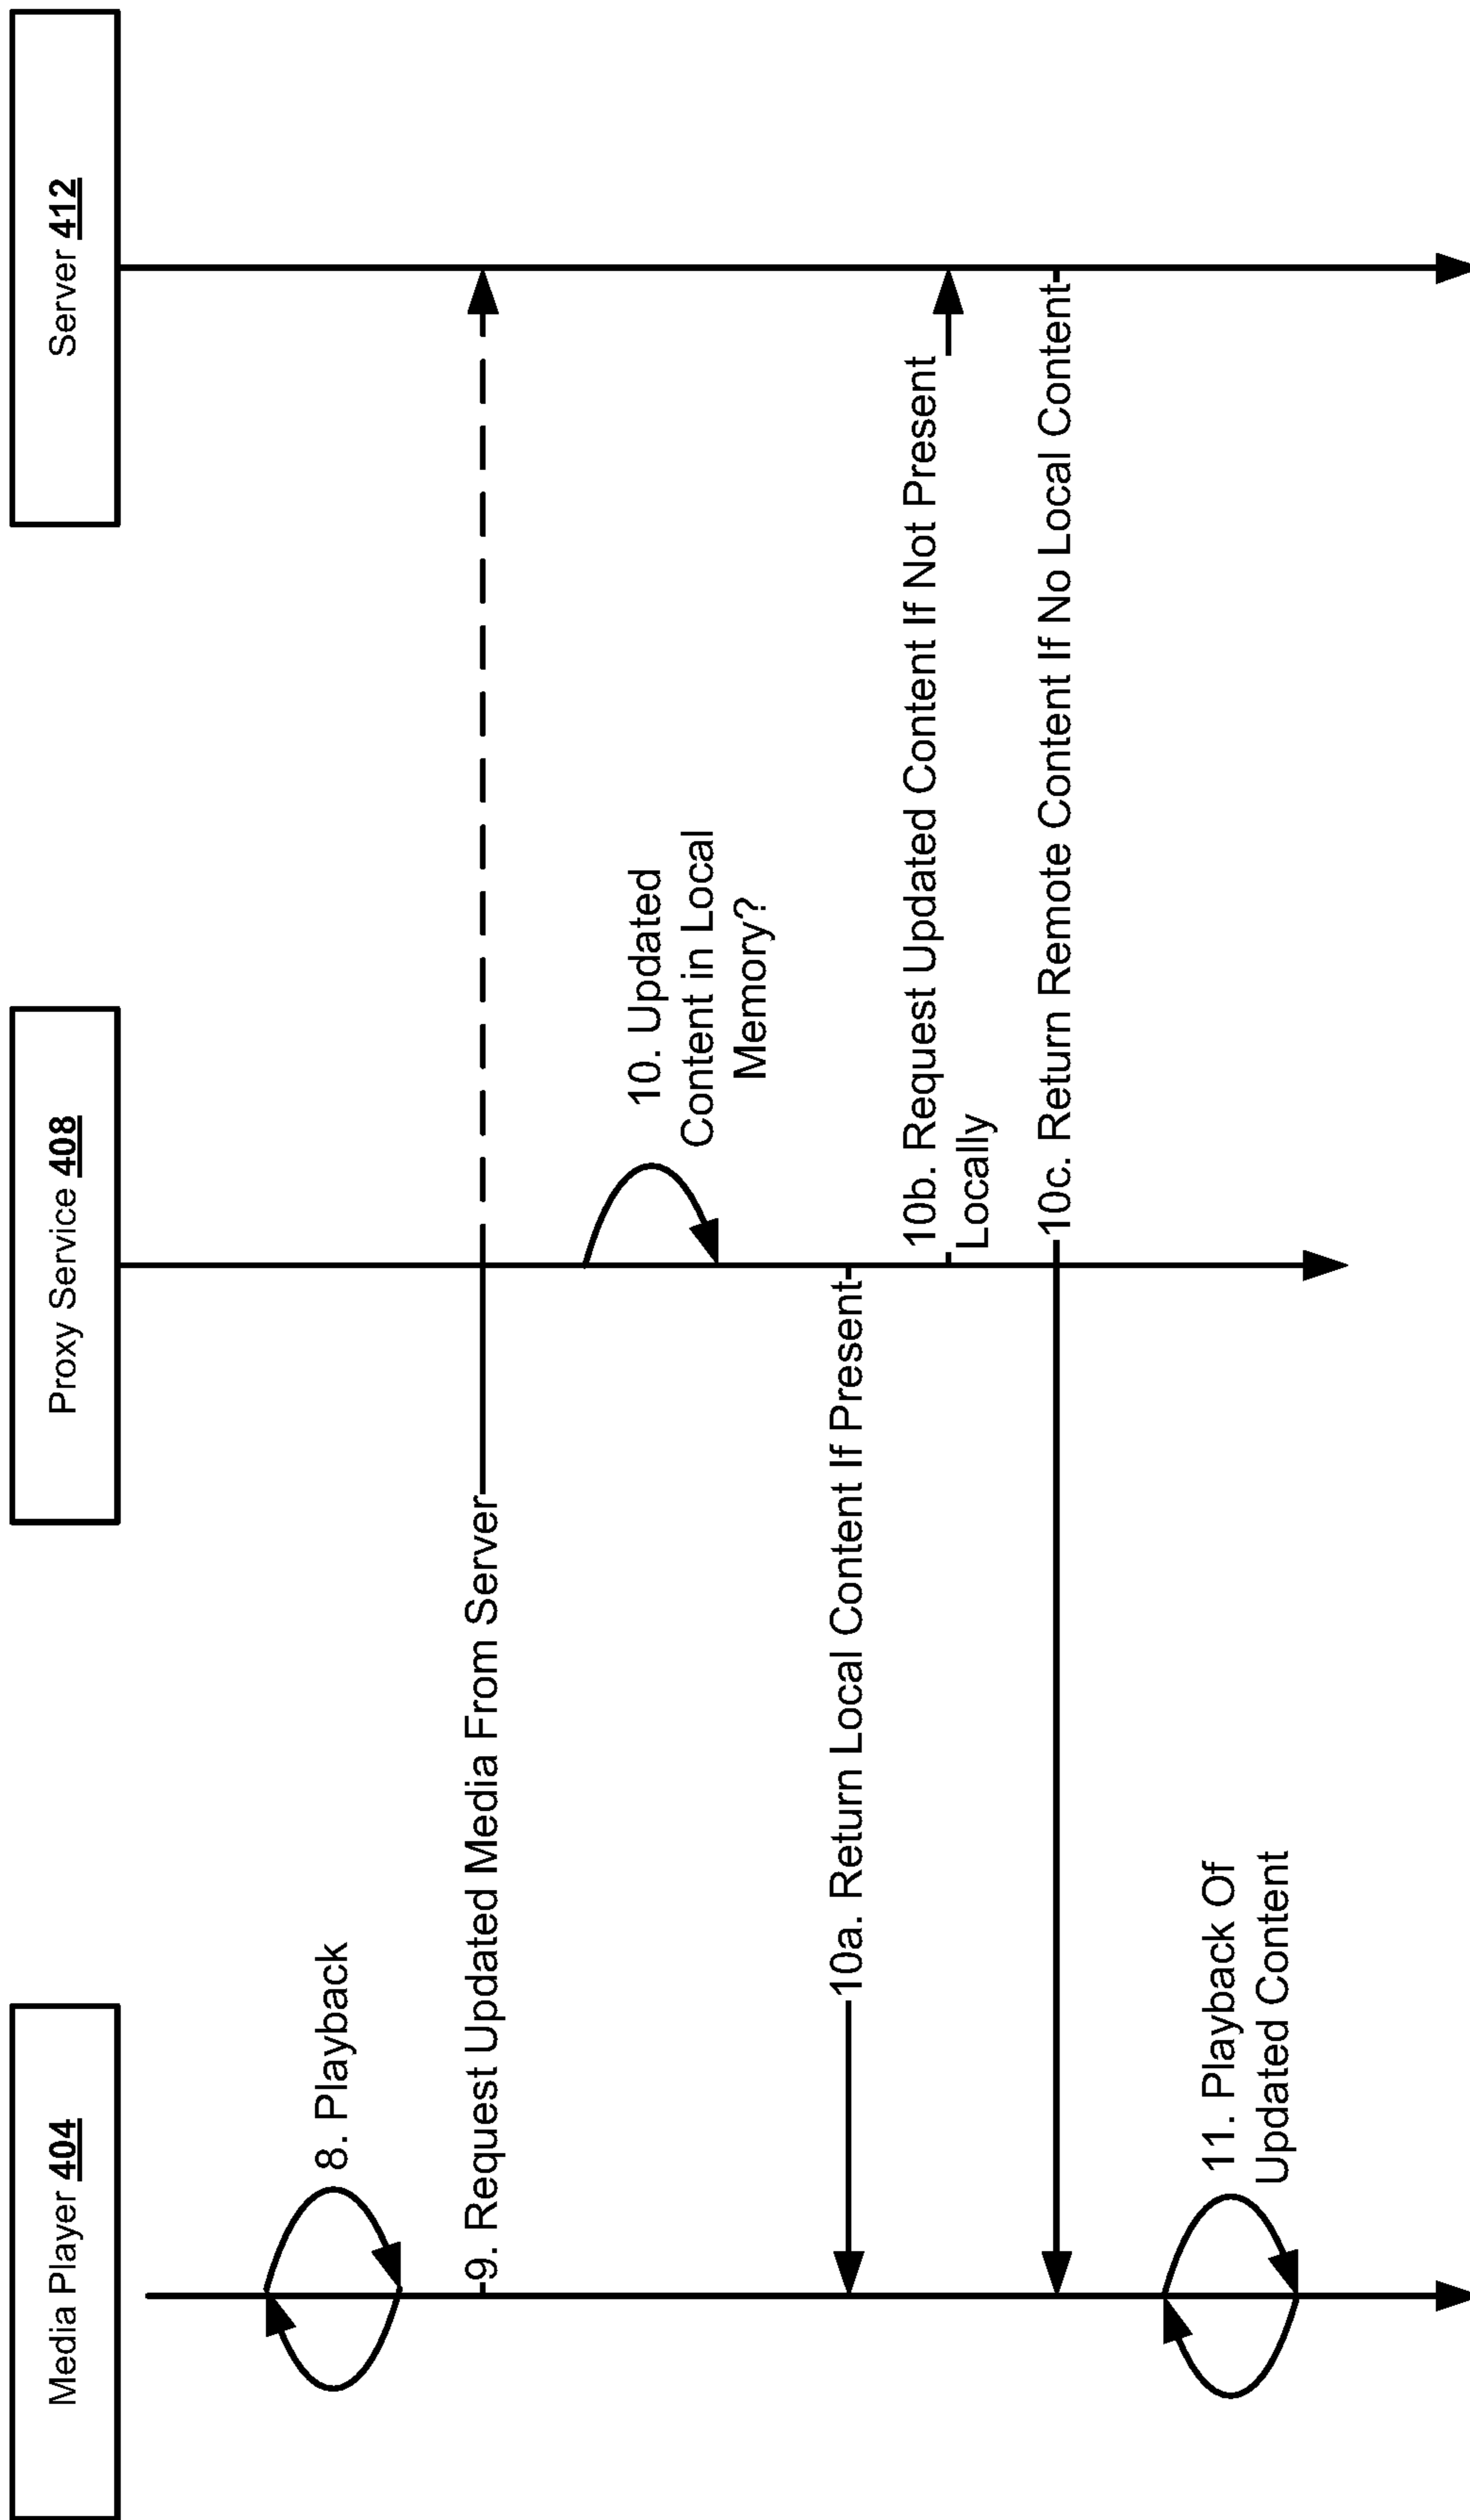 Media Player 404
Proxy Service 408
Server 412
8. Playback
9. Request Updated Media From Server
10. Updated
Content in Local
Memory?
10a. Return Local Content If Present
10b. Request Updated Content If Not Present
Locally
10c. Return Remote Content If No Local Content
11. Playback Of
Updated Content